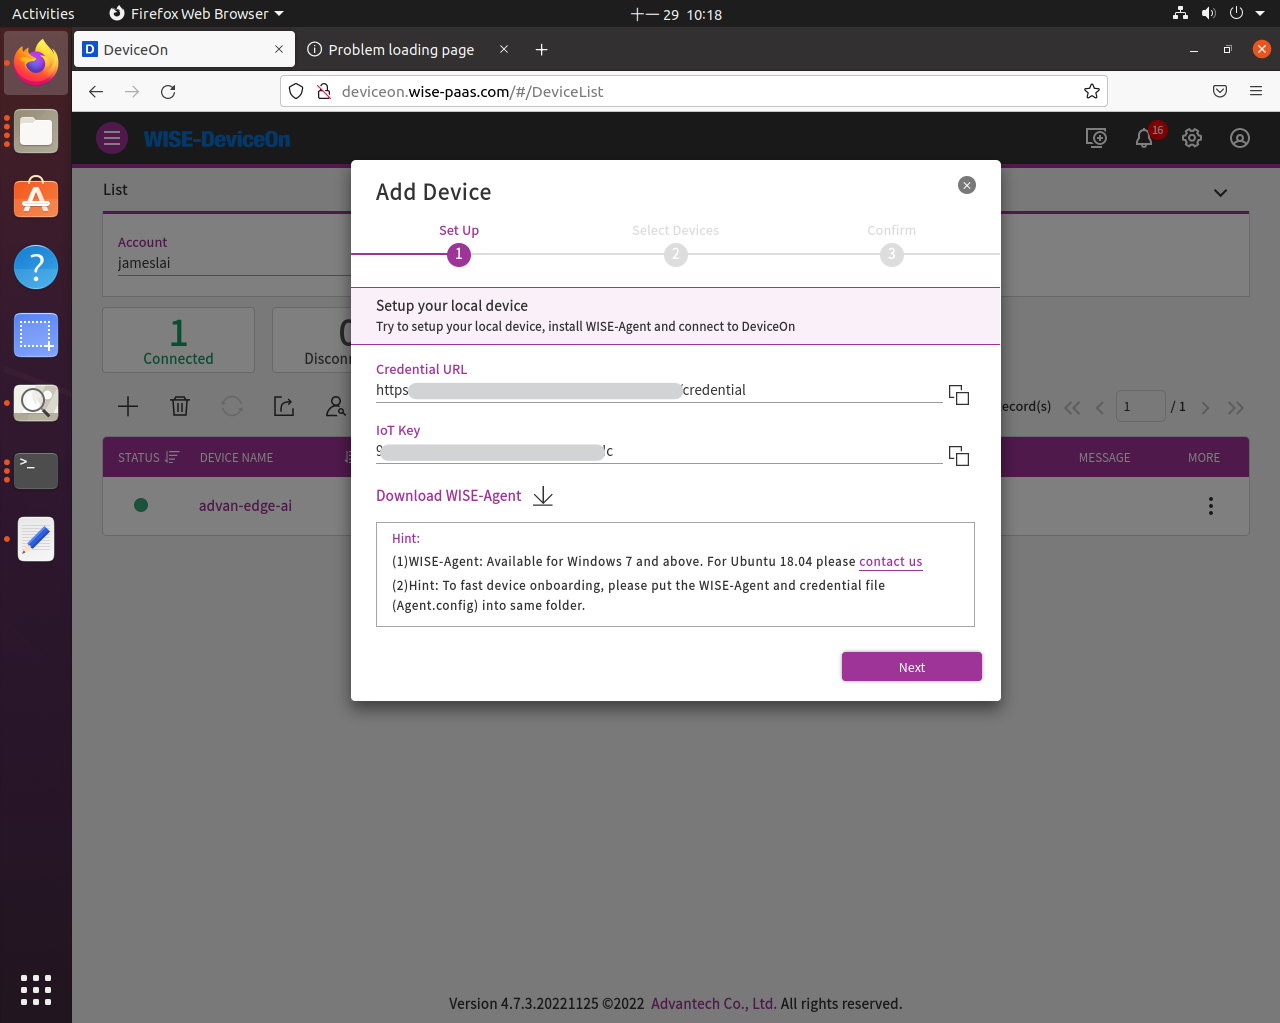 Activities
Firefox Web Browser
十一 29 10:18
DeviceOn
Problem loading page
deviceon.wise-paas.com/#/DeviceList
WISE-DeviceOn
16
List
Account
jameslai
1
Connected
ecord(s)
1
/ 1
STATUS
DEVICE NAME
MESSAGE
MORE
advan-edge-ai
Add Device
Set Up
Select Devices
Confirm
1
2
3
Setup your local device
Try to setup your local device, install WISE-Agent and connect to DeviceOn
Credential URL
https
/credential
IoT Key
Download WISE-Agent
Hint:
(1)WISE-Agent: Available for Windows 7 and above. For Ubuntu 18.04 please contact us
(2)Hint: To fast device onboarding, please put the WISE-Agent and credential file
(Agent.config) into same folder.
Next
Version 4.7.3.20221125 ©2022 Advantech Co., Ltd. All rights reserved.